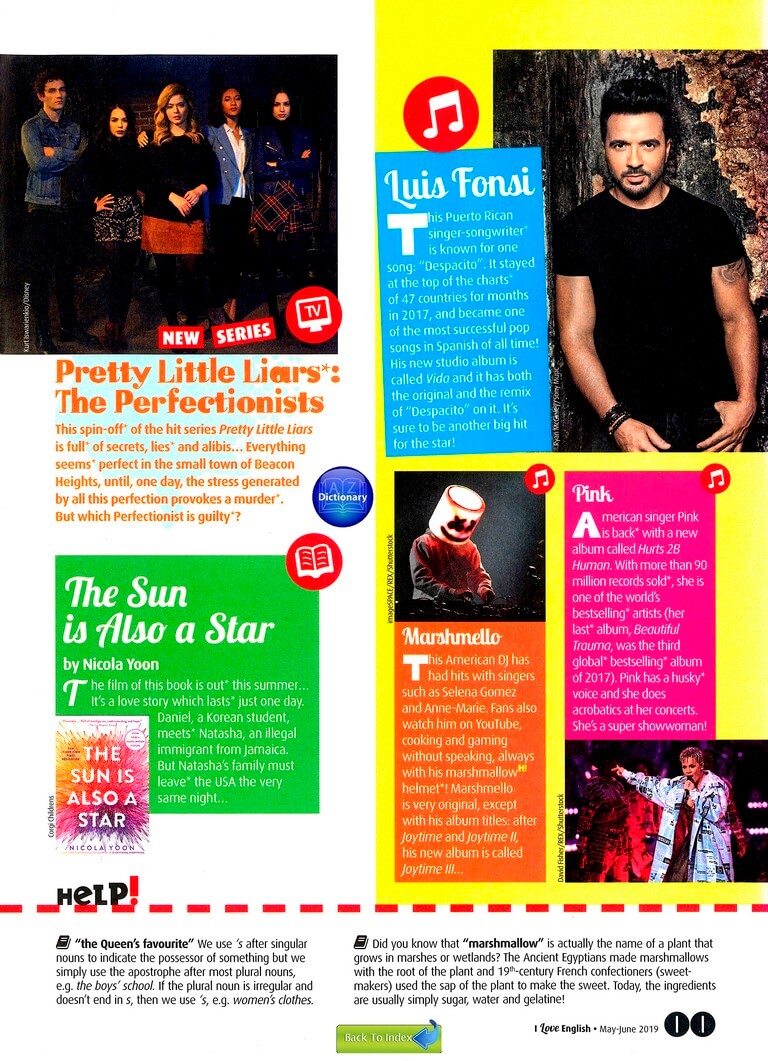 Kurt Iswarienko/Disney
TV
NEW SERIES
Pretty Little Liars*:
The Perfectionists
This spin-off* of the hit series Pretty Little Liars
is full* of secrets, lies* and alibis... Everything
seems* perfect in the small town of Beacon
Heights, until, one day, the stress generated
by all this perfection provokes a murder*.
But which Perfectionist is guilty*?
A Z
Dictionary
The Sun
is Also a Star
by Nicola Yoon
The film of this book is out* this summer...
It's a love story which lasts* just one day.
Daniel, a Korean student,
meets* Natasha, an illegal
immigrant from Jamaica.
But Natasha's family must
leave* the USA the very
same night...
THE
SUN IS
ALSO A
STAR
NICOLA YOON
Corgi Childrens
Luis Fonsi
This Puerto Rican
singer-songwriter*
is known for one
song: "Despacito". It stayed
at the top of the charts*
of 47 countries for months
in 2017, and became one
of the most successful pop
songs in Spanish of all time!
His new studio album is
called Vida and it has both
the original and the remix
of "Despacito" on it. It's
sure to be another big hit
for the star!
imageSPACE/REX/Shutterstock
Marshmello
This American DJ has
had hits with singers
such as Selena Gomez
and Anne-Marie. Fans also
watch him on YouTube,
cooking and gaming
without speaking, always
with his marshmallow H!
helmet*! Marshmello
is very original, except
with his album titles: after
Joytime and Joytime II,
his new album is called
Joytime III...
Pink
American singer Pink
is back* with a new
album called Hurts 2B
Human. With more than 90
million records sold*, she is
one of the world's
bestselling* artists (her
last* album, Beautiful
Trauma, was the third
global* bestselling* album
of 2017). Pink has a husky*
voice and she does
acrobatics at her concerts.
She's a super showwoman!
David Fisher/REX/Shutterstock
HeLP!
"the Queen's favourite" We use 's after singular
nouns to indicate the possessor of something but we
simply use the apostrophe after most plural nouns,
e.g. the boys' school. If the plural noun is irregular and
doesn't end in s, then we use 's, e.g. women's clothes.
Did you know that "marshmallow" is actually the name of a plant that
grows in marshes or wetlands? The Ancient Egyptians made marshmallows
with the root of the plant and 19th-century French confectioners (sweet-
makers) used the sap of the plant to make the sweet. Today, the ingredients
are usually simply sugar, water and gelatine!
Back To Index
I Love English • May-June 2019 11